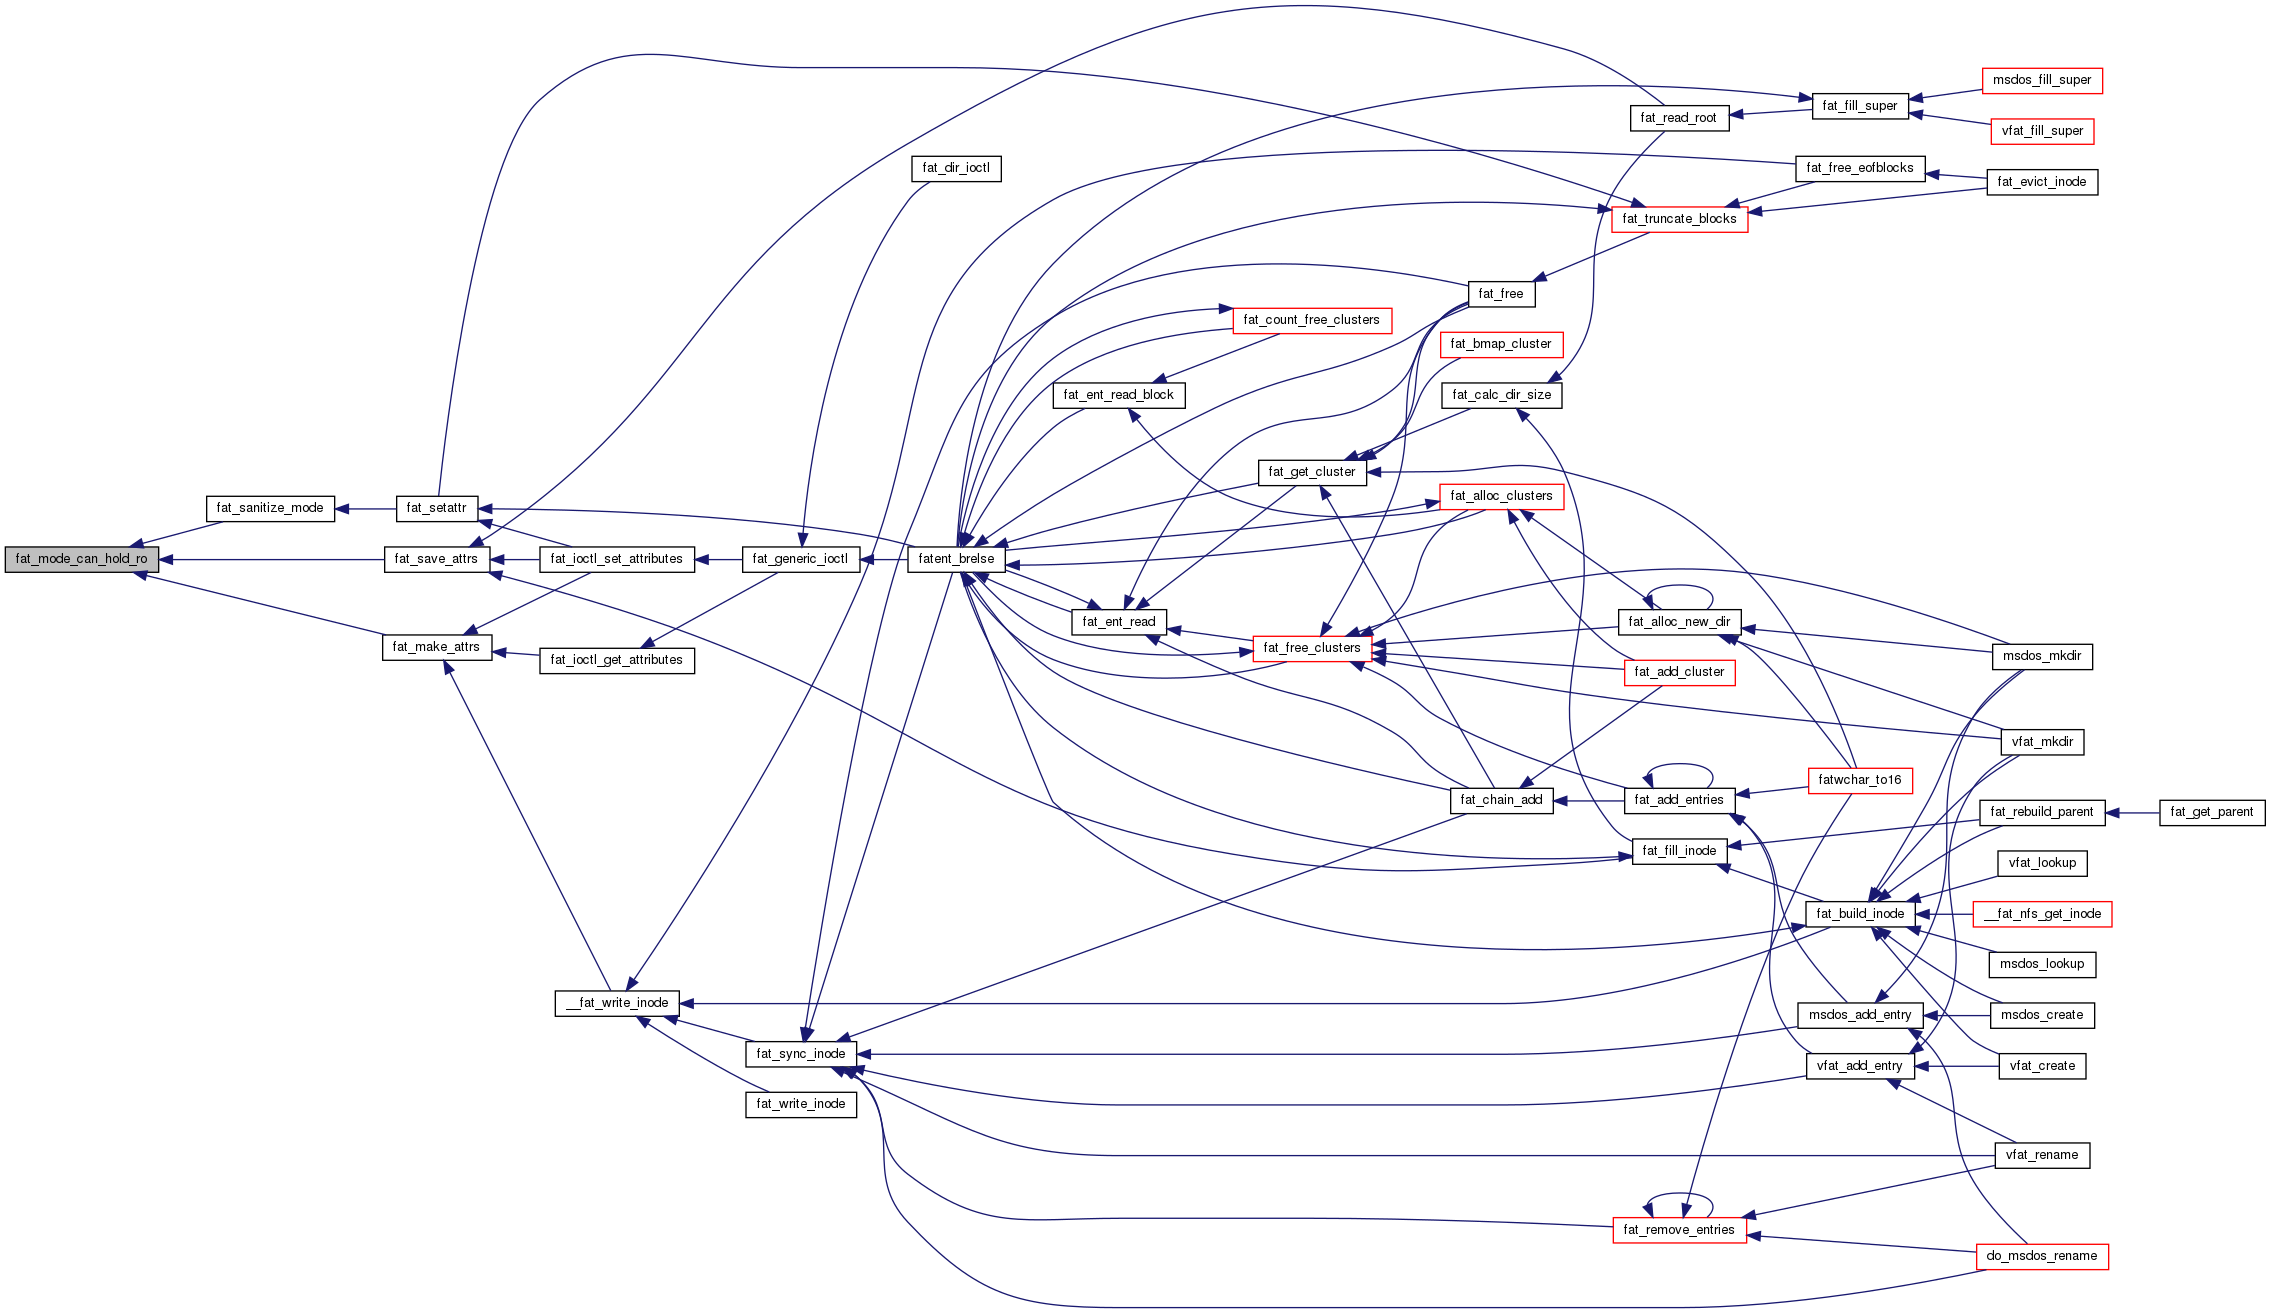 msdos_fill_super
fat_fill_super
fat_read_root
vfat_fill_super
fat_dir_ioctl
fat_free_eofblocks
fat_evict_inode
fat_truncate_blocks
fat_free
fat_count_free_clusters
fat_bmap_cluster
fat_ent_read_block
fat_calc_dir_size
fat_get_cluster
fat_alloc_clusters
fat_sanitize_mode
fat_setattr
fat_mode_can_hold_ro
fat_save_attrs
fat_ioctl_set_attributes
fat_generic_ioctl
fatent_brelse
fat_ent_read
fat_alloc_new_dir
fat_make_attrs
fat_free_clusters
msdos_mkdir
fat_ioctl_get_attributes
fat_add_cluster
vfat_mkdir
fatwchar_to16
fat_chain_add
fat_add_entries
fat_rebuild_parent
fat_get_parent
fat_fill_inode
vfat_lookup
fat_build_inode
__fat_nfs_get_inode
msdos_lookup
__fat_write_inode
msdos_add_entry
msdos_create
fat_sync_inode
vfat_add_entry
vfat_create
fat_write_inode
vfat_rename
fat_remove_entries
do_msdos_rename